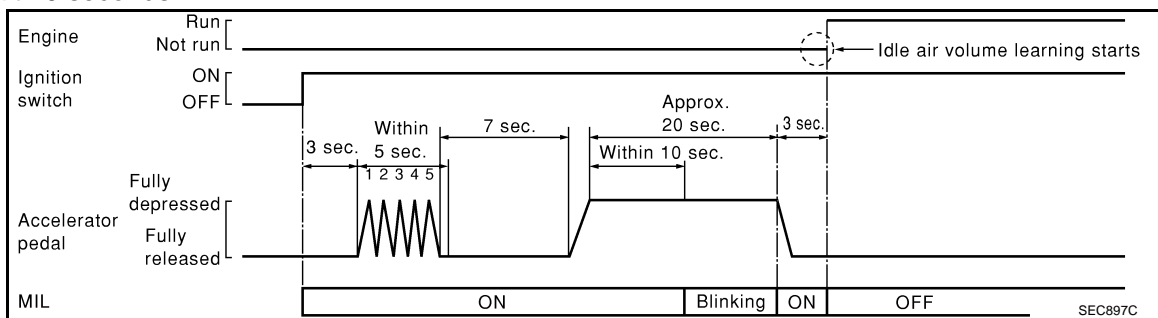 Engine
Run
Not run
Idle air volume learning starts
Ignition
switch
ON
OFF
3 sec.
Within
5 sec.
1 2 3 4 5
7 sec.
Approx.
20 sec.
Within 10 sec.
3 sec.
Accelerator
pedal
Fully
depressed
Fully
released
MIL
ON
Blinking
ON
OFF
SEC897C